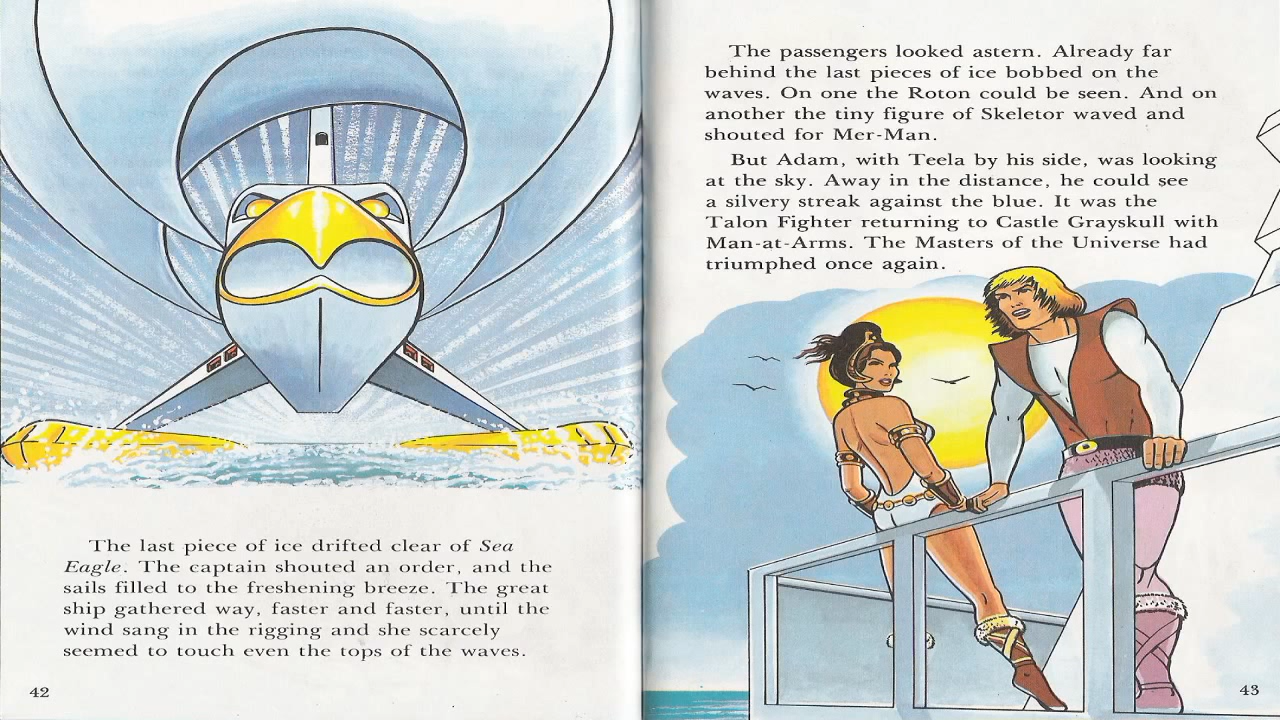 The last piece of ice drifted clear of Sea
Eagle. The captain shouted an order, and the
sails filled to the freshening breeze. The great
ship gathered way, faster and faster, until the
wind sang in the rigging and she scarcely
seemed to touch even the tops of the waves.
42
The passengers looked astern. Already far
behind the last pieces of ice bobbed on the
waves. On one the Roton could be seen. And on
another the tiny figure of Skeletor waved and
shouted for Mer-Man.
But Adam, with Teela by his side, was looking
at the sky. Away in the distance, he could see
a silvery streak against the blue. It was the
Talon Fighter returning to Castle Grayskull with
Man-at-Arms. The Masters of the Universe had
triumphed once again.
43